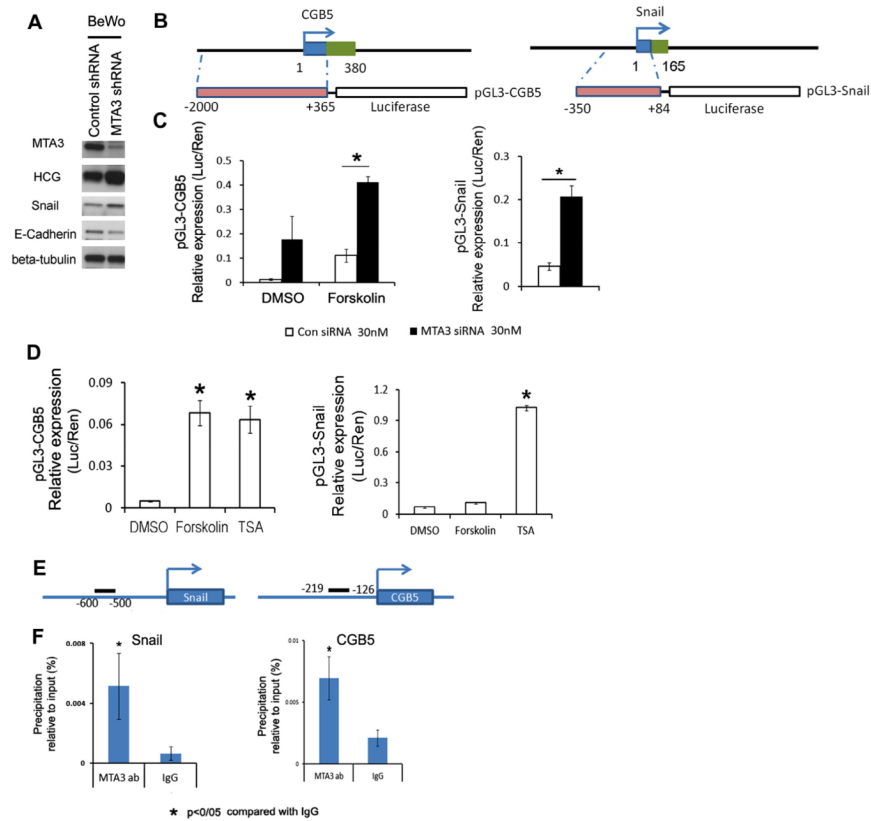 A
BeWo
Control shRNA
MTA3 shRNA
MTA3
HCG
Snail
E-Cadherin
beta-tubulin
B
CGB5
1
380
-2000
+365
Luciferase
pGL3-CGB5
Snail
1
165
-350
+84
Luciferase
pGL3-Snail
C
pGL3-CGB5
Relative expression (Luc/Ren)
0.5
0.4
0.3
0.2
0.1
0
*
DMSO
Forskolin
pGL3-Snail
Relative expression (Luc/Ren)
0.3
0.2
0.1
0
*
Con siRNA 30nM
MTA3 siRNA 30nM
D
pGL3-CGB5
Relative expression
(Luc/Ren)
0.09
0.06
0.03
0
*
*
DMSO
Forskolin
TSA
pGL3-Snail
Relative expression
(Luc/Ren)
1.2
0.9
0.6
0.3
0
*
DMSO
Forskolin
TSA
E
-600
-500
Snail
-219
-126
CGB5
F
Snail
Precipitation
relative to input (%)
0.008
0.004
0
*
MTA3 ab
IgG
CGB5
Precipitation
relative to input (%)
0.01
0.005
0
*
MTA3 ab
IgG
* p<0/05 compared with IgG